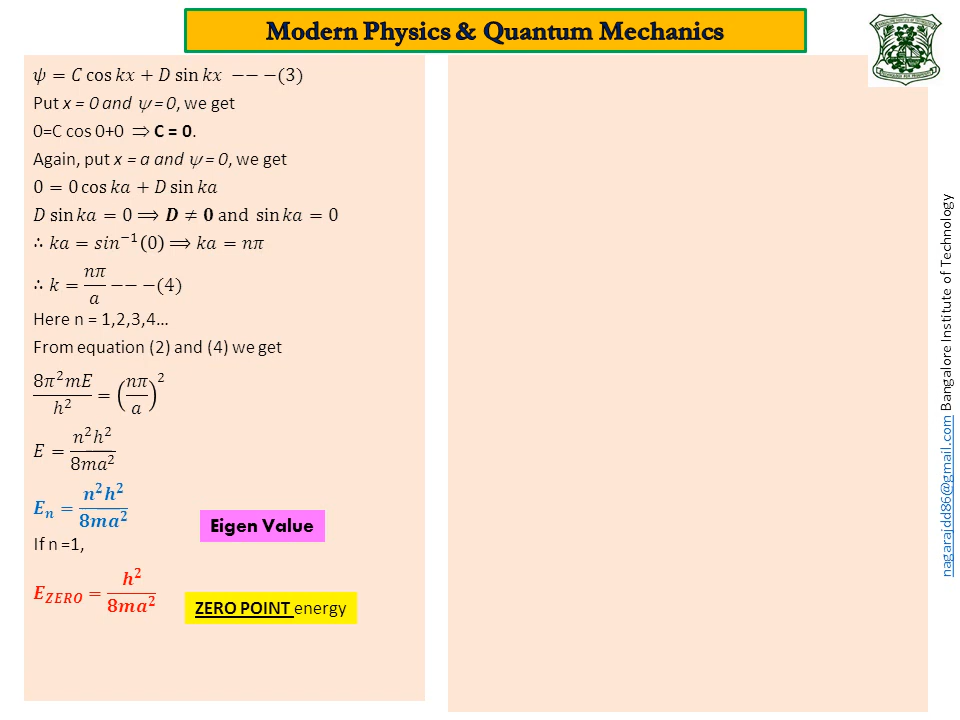 Modern Physics & Quantum Mechanics
ψ = C cos kx + D sin kx −−−(3)
Put x = 0 and ψ = 0, we get
0=C cos 0+0 ⇒ C = 0.
Again, put x = a and ψ = 0, we get
0 = 0 cos ka + D sin ka
D sin ka = 0 ⟹ D ≠ 0 and sin ka = 0
∴ ka = sin⁻¹(0) ⟹ ka = nπ
∴ k = nπ/a −−−(4)
Here n = 1,2,3,4…
From equation (2) and (4) we get
8π²mE/h² = (nπ/a)²
E = n²h²/8ma²
Eₙ = n²h²/8ma²
Eigen Value
If n =1,
E_ZERO = h²/8ma²
ZERO POINT energy
nagarajdd86@gmail.com Bangalore Institute of Technology